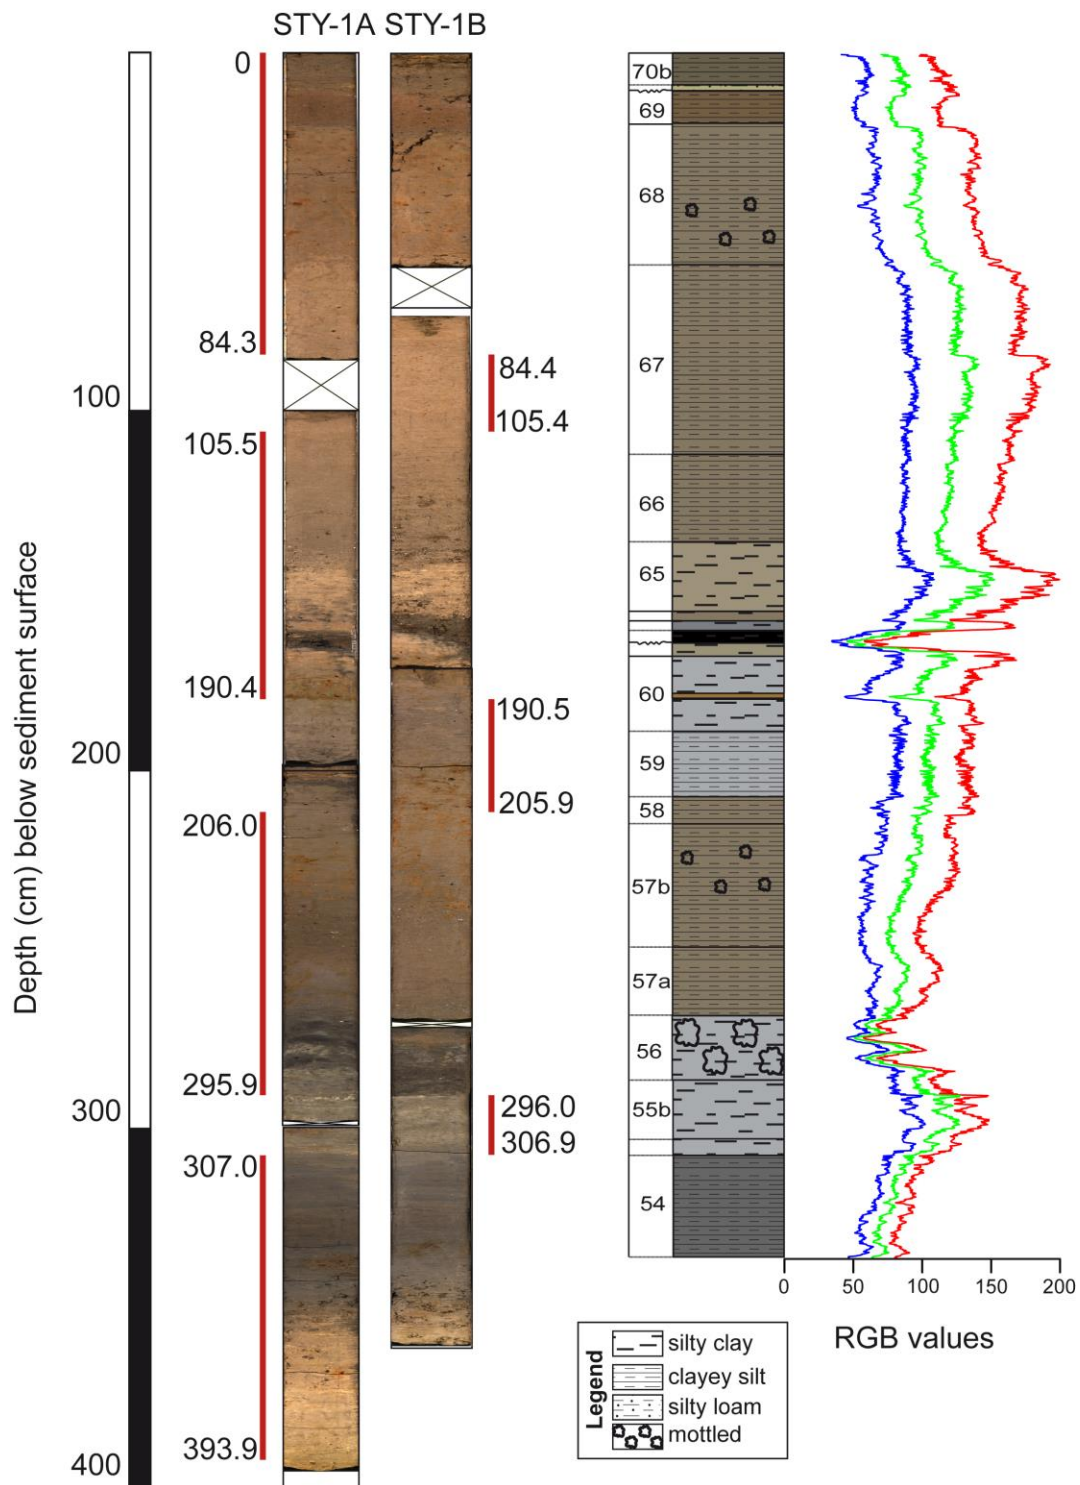 STY-1A STY-1B
0
84.3
84.4
100
105.4
105.5
190.4
190.5
200
205.9
206.0
295.9
296.0
300
306.9
307.0
393.9
400
Depth (cm) below sediment surface
70b
69
68
67
66
65
60
59
58
57b
57a
56
55b
54
0 50 100 150 200
RGB values
Legend
silty clay
clayey silt
silty loam
mottled